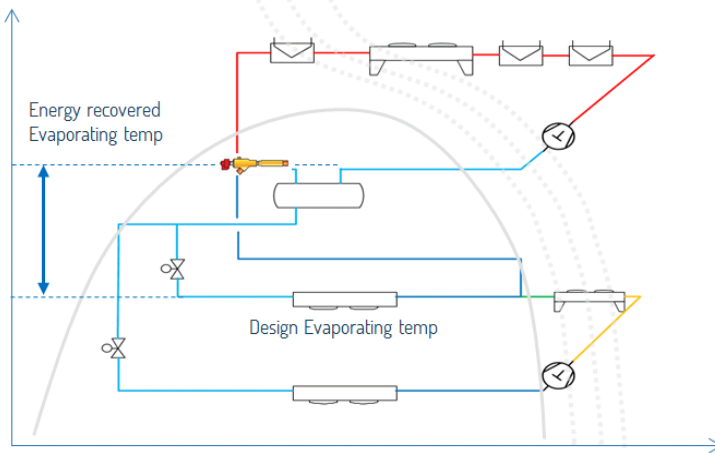 Energy recovered
Evaporating temp
Design Evaporating temp